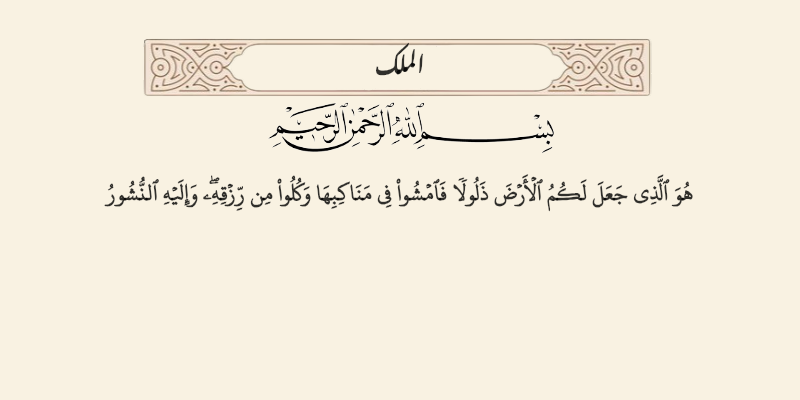 الملك
بِسْمِ ٱللَّهِ ٱلرَّحْمَٰنِ ٱلرَّحِيمِ
هُوَ ٱلَّذِى جَعَلَ لَكُمُ ٱلْأَرْضَ ذَلُولًۭا فَٱمْشُوا۟ فِى مَنَاكِبِهَا وَكُلُوا۟ مِن رِّزْقِهِۦ ۖ وَإِلَيْهِ ٱلنُّشُورُ